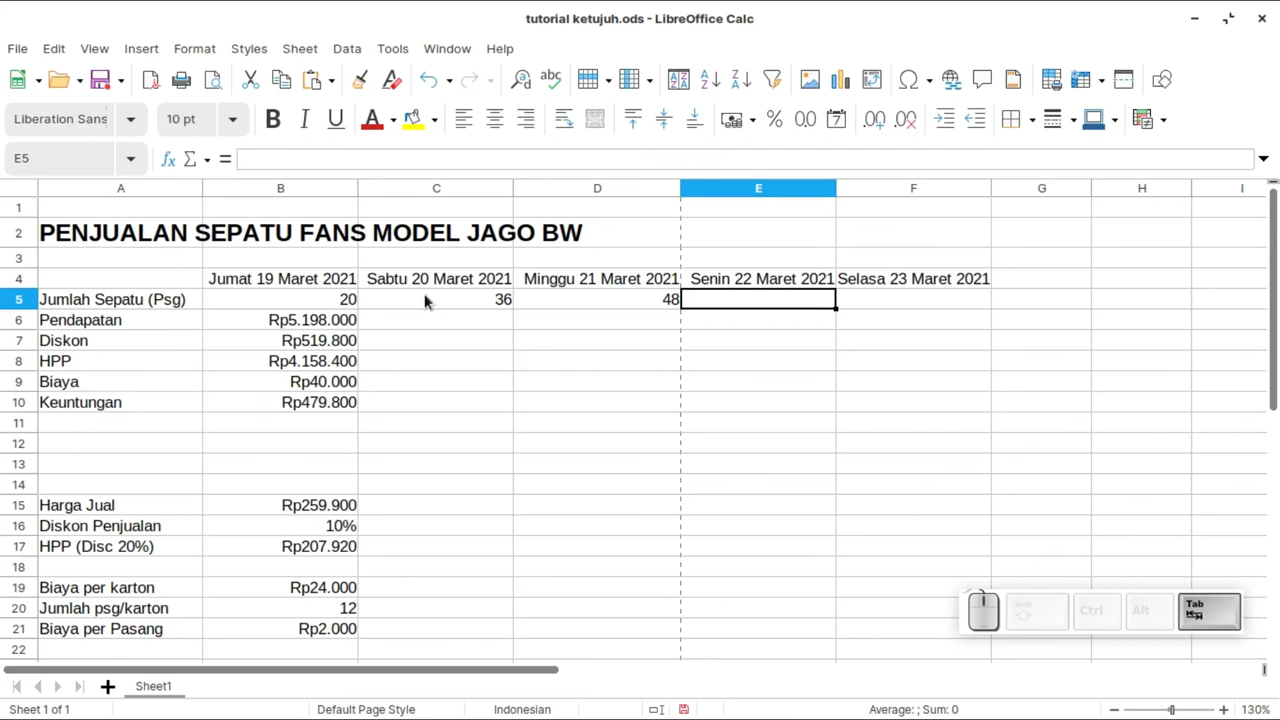 tutorial ketujuh.ods - LibreOffice Calc
File Edit View Insert Format Styles Sheet Data Tools Window Help
Liberation Sans 10 pt
E5
A B C D E F G H I
1
2 PENJUALAN SEPATU FANS MODEL JAGO BW
3
4 Jumat 19 Maret 2021 Sabtu 20 Maret 2021 Minggu 21 Maret 2021 Senin 22 Maret 2021 Selasa 23 Maret 2021
5 Jumlah Sepatu (Psg) 20 36 48
6 Pendapatan Rp5.198.000
7 Diskon Rp519.800
8 HPP Rp4.158.400
9 Biaya Rp40.000
10 Keuntungan Rp479.800
11
12
13
14
15 Harga Jual Rp259.900
16 Diskon Penjualan 10%
17 HPP (Disc 20%) Rp207.920
18
19 Biaya per karton Rp24.000
20 Jumlah psg/karton 12
21 Biaya per Pasang Rp2.000
22
Shift Ctrl Alt Tab
Sheet1
Sheet 1 of 1 Default Page Style Indonesian Average: ; Sum: 0 130%